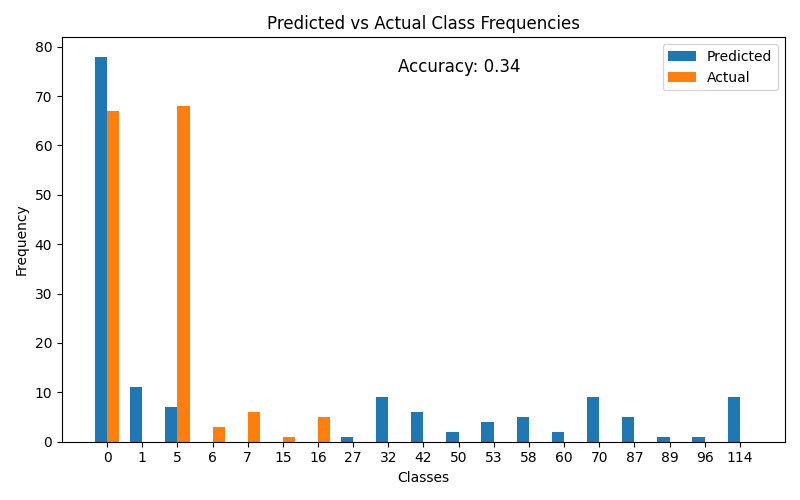 Predicted vs Actual Class Frequencies
Accuracy: 0.34
Predicted
Actual
Frequency
80
70
60
50
40
30
20
10
0
0 1 5 6 7 15 16 27 32 42 50 53 58 60 70 87 89 96 114
Classes